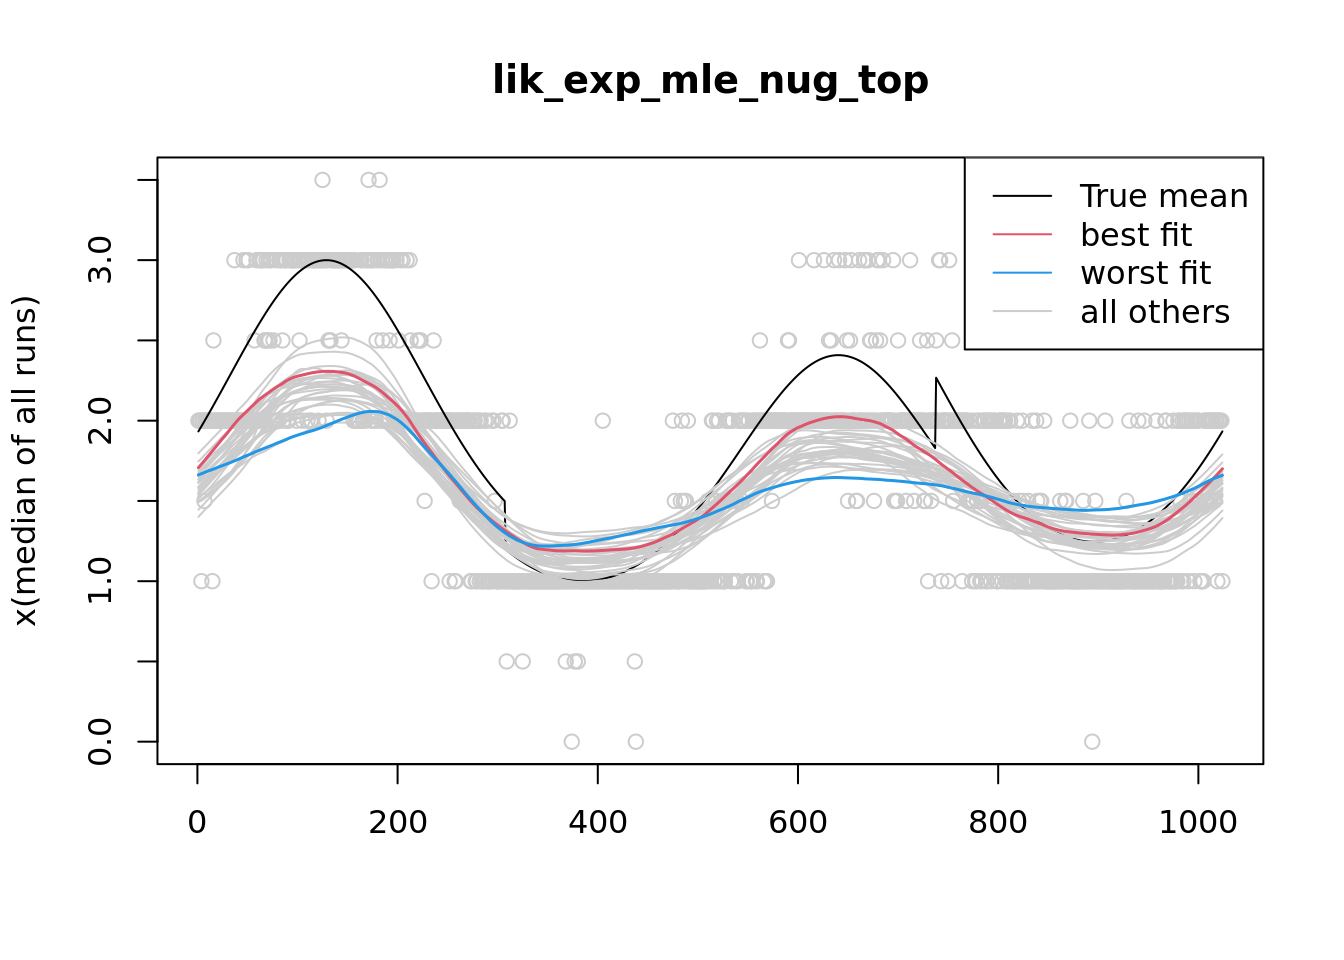 lik_exp_mle_nug_top
True mean
best fit
worst fit
all others
x(median of all runs)
3.0
2.0
1.0
0.0
0 200 400 600 800 1000